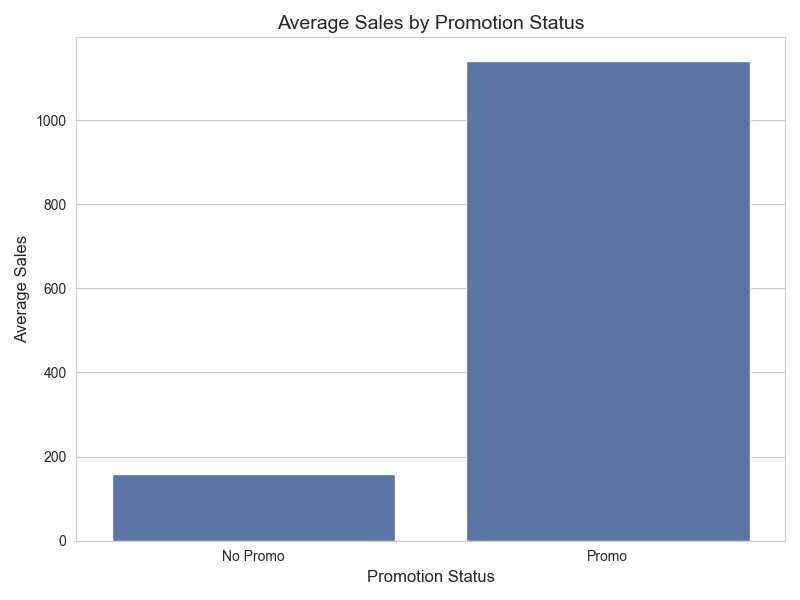 Average Sales by Promotion Status
Average Sales
1000
800
600
400
200
0
No Promo
Promo
Promotion Status